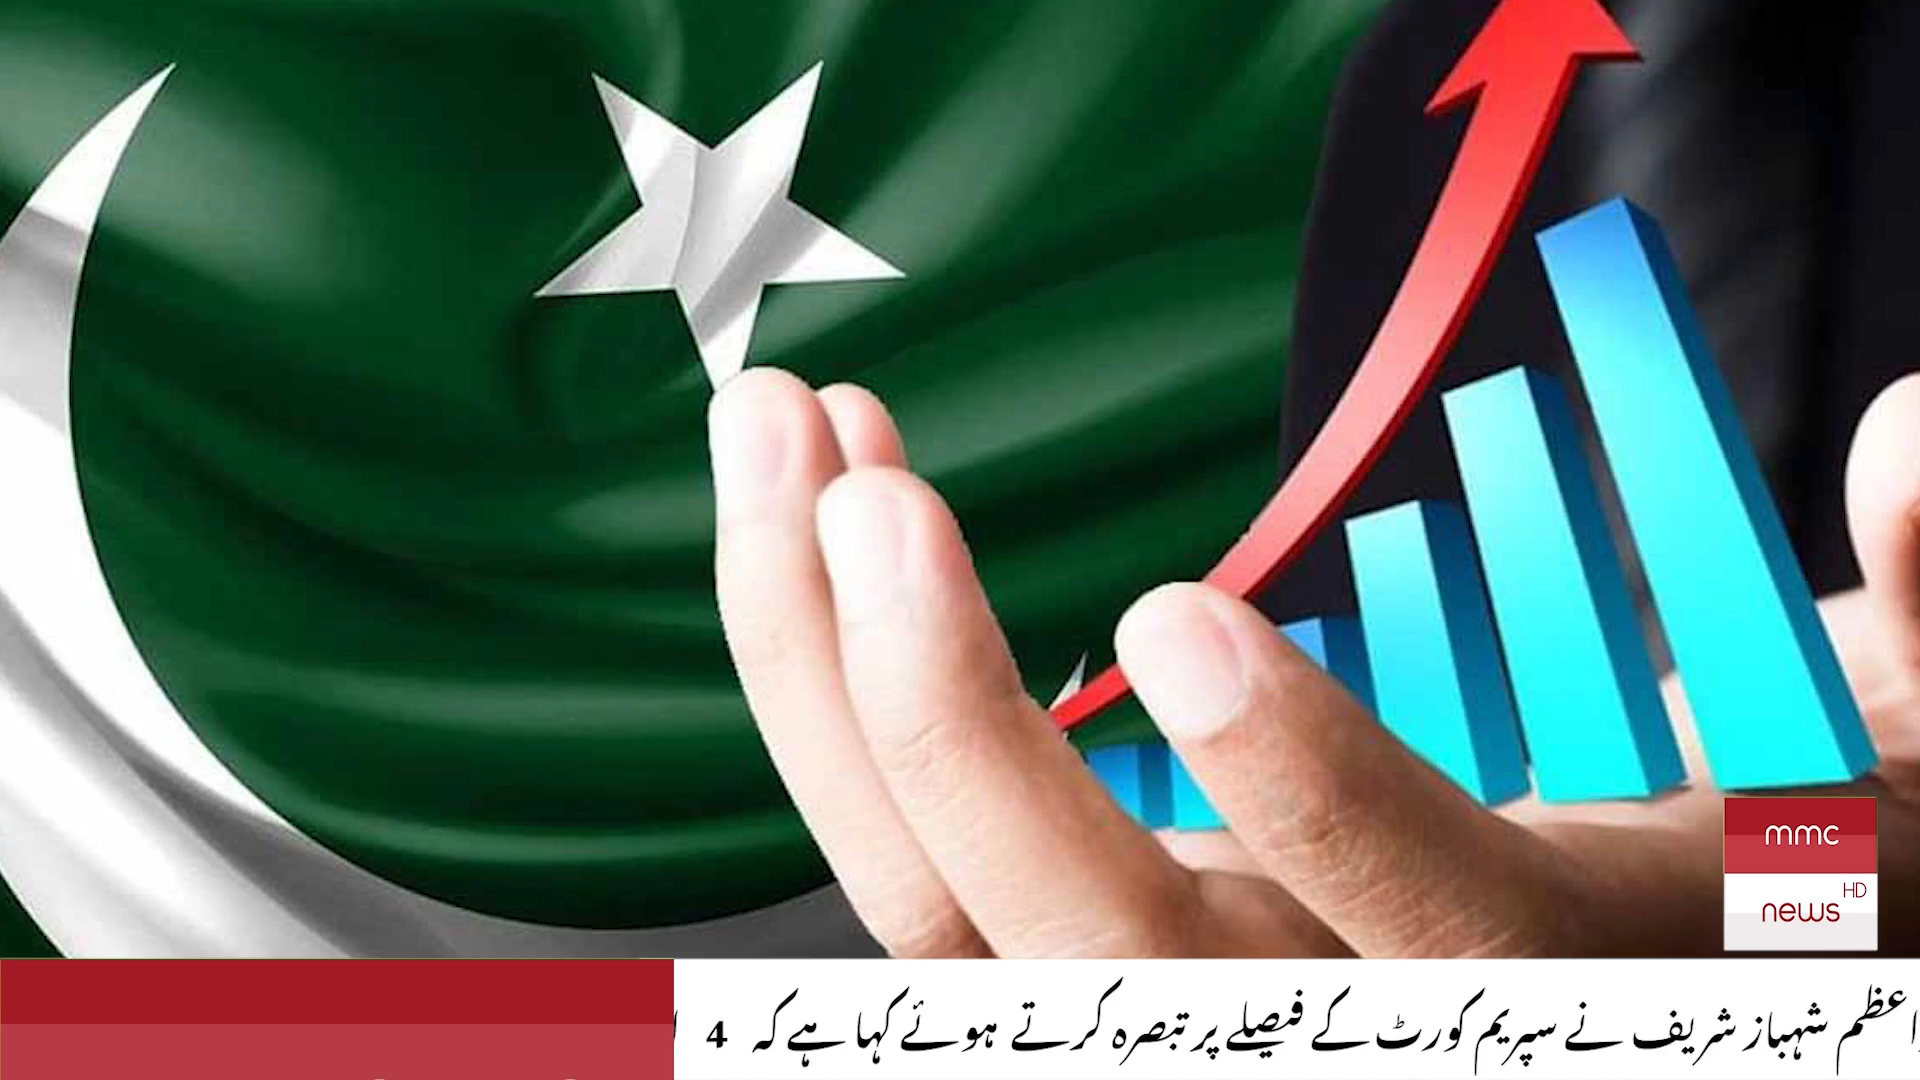 mmc
news HD
اعظم شہباز شریف نے سپریم کورٹ کے فیصلے پر تبصرہ کرتے ہوئے کہا ہے کہ 4